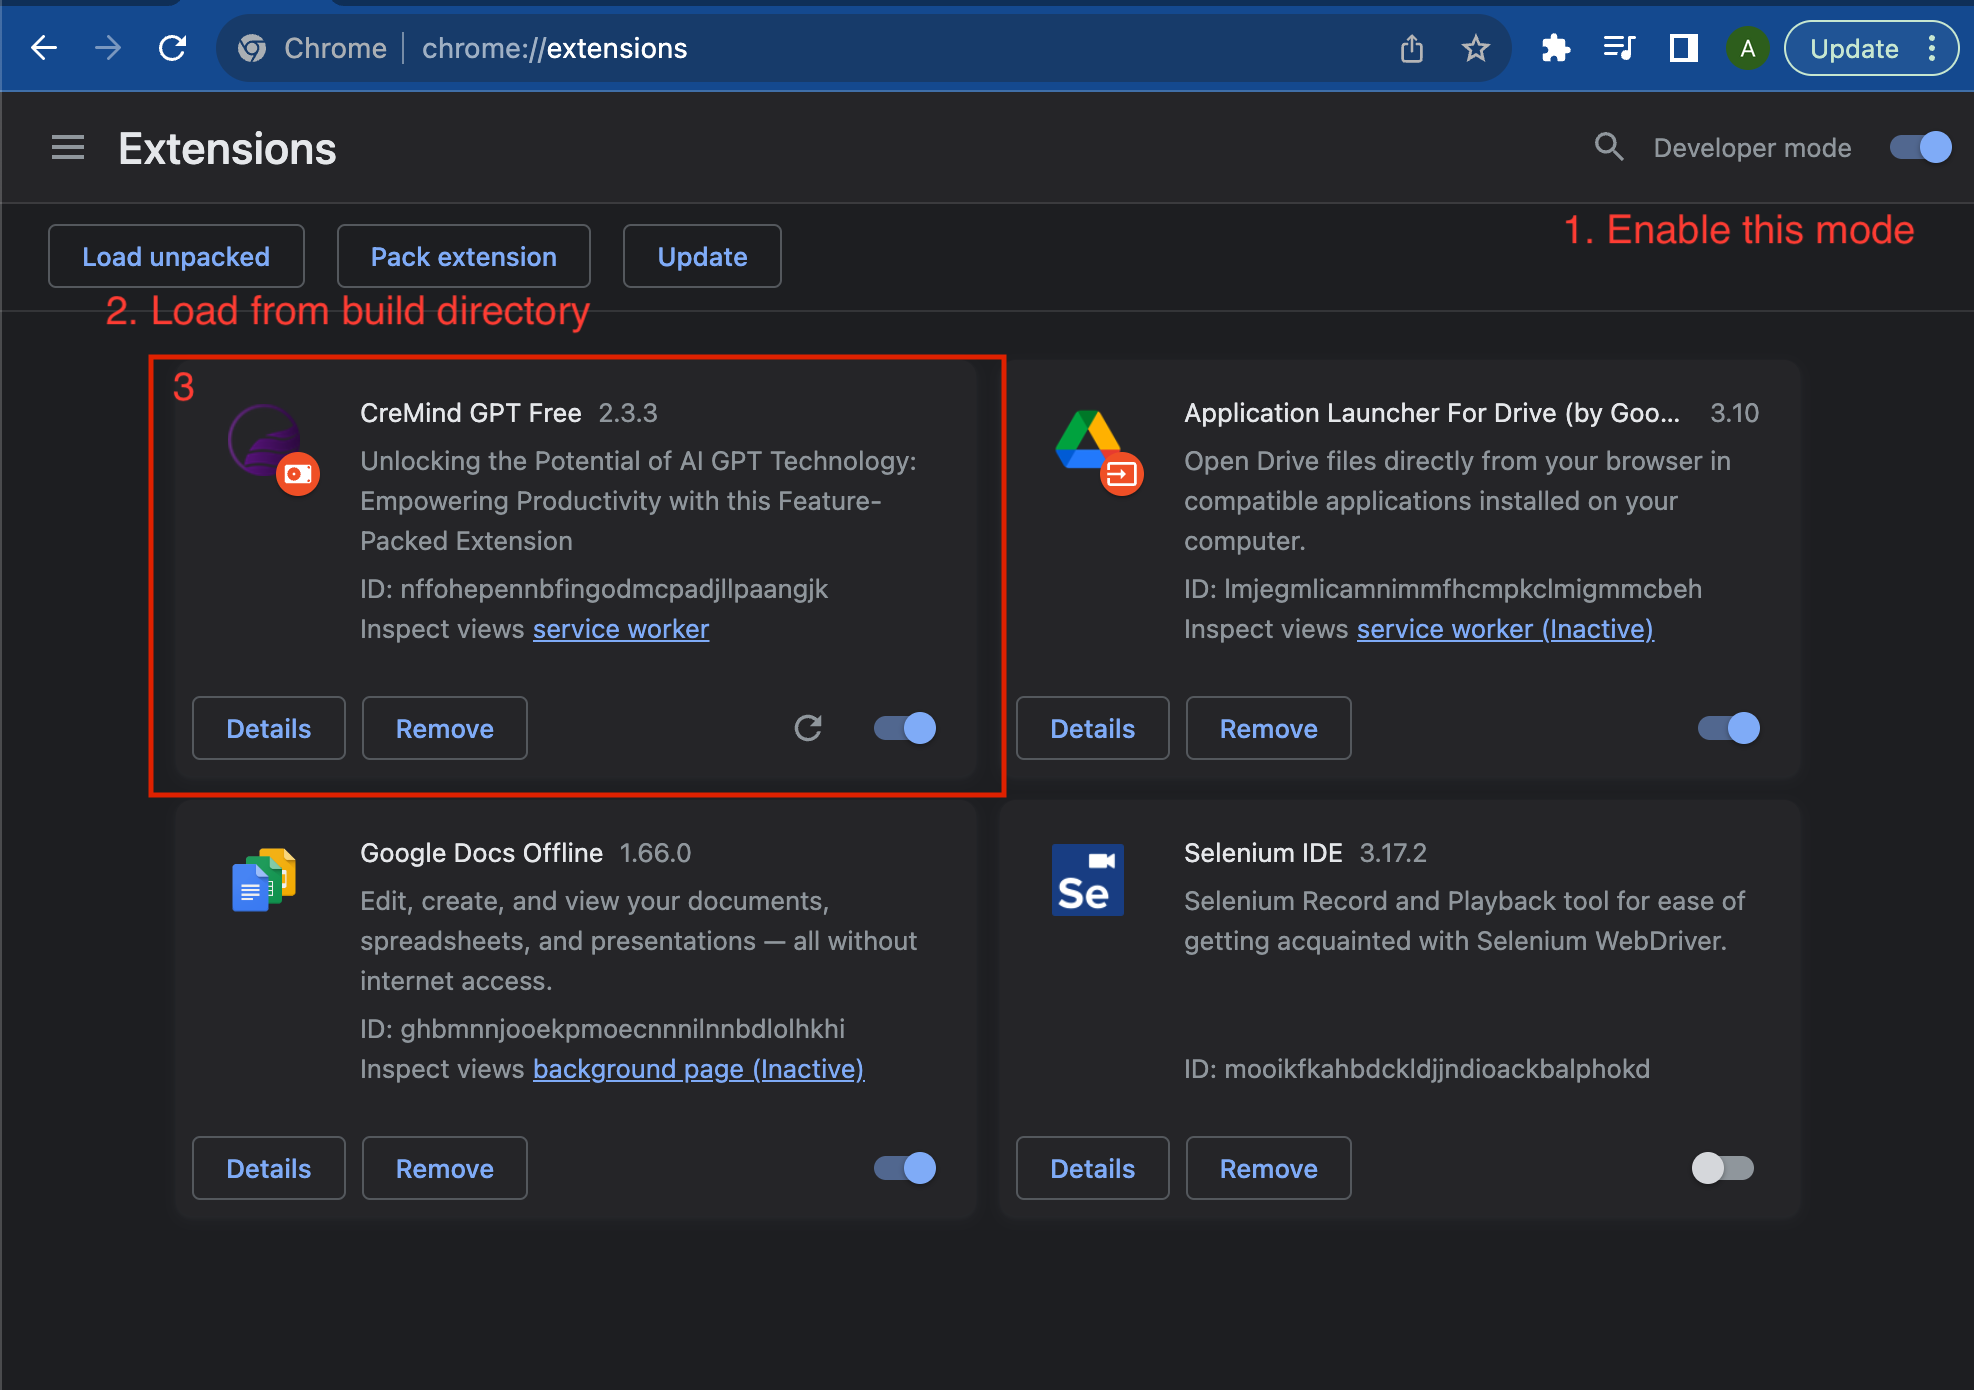 Chrome | chrome://extensions
A
Update
Extensions
Developer mode
1. Enable this mode
Load unpacked
Pack extension
Update
2. Load from build directory
3
CreMind GPT Free 2.3.3
Unlocking the Potential of AI GPT Technology:
Empowering Productivity with this Feature-
Packed Extension
ID: nffohepennbfingodmcpadjllpaangjk
Inspect views service worker
Details
Remove
Application Launcher For Drive (by Goo... 3.10
Open Drive files directly from your browser in
compatible applications installed on your
computer.
ID: lmjegmlicamnimmfhcmpkclmigmmcbeh
Inspect views service worker (Inactive)
Details
Remove
Google Docs Offline 1.66.0
Edit, create, and view your documents,
spreadsheets, and presentations — all without
internet access.
ID: ghbmnnjooekpmoecnnnilnnbdlolhkhi
Inspect views background page (Inactive)
Details
Remove
Se
Selenium IDE 3.17.2
Selenium Record and Playback tool for ease of
getting acquainted with Selenium WebDriver.
ID: mooikfkahbdckldjjndioackbalphokd
Details
Remove